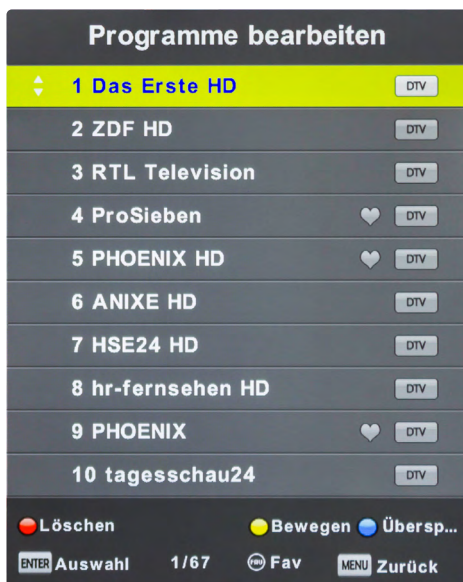 Programme bearbeiten
1 Das Erste HD DTV
2 ZDF HD DTV
3 RTL Television DTV
4 ProSieben DTV
5 PHOENIX HD DTV
6 ANIXE HD DTV
7 HSE24 HD DTV
8 hr-fernsehen HD DTV
9 PHOENIX DTV
10 tagesschau24 DTV
Löschen Bewegen Übersp...
ENTER Auswahl 1/67 FAV Fav MENU Zurück